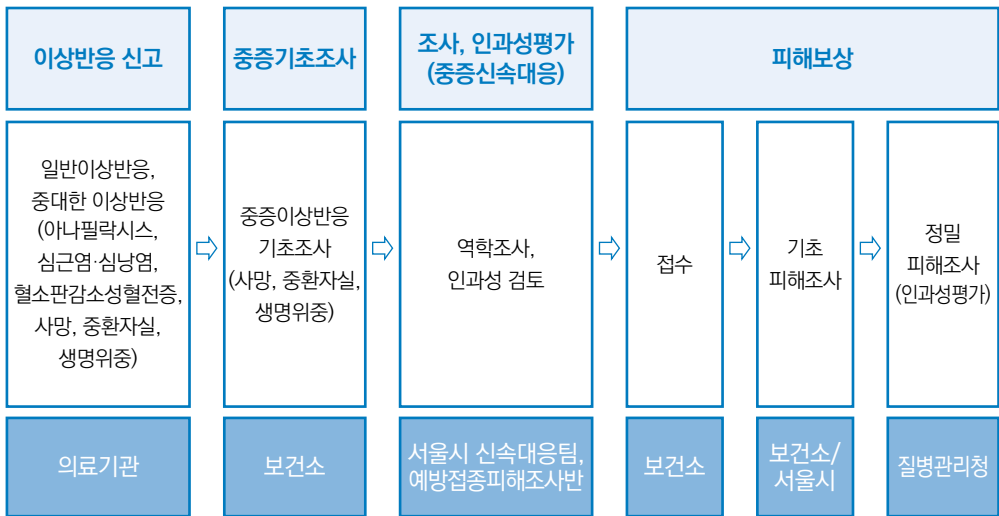 이상반응 신고
중증기초조사
조사, 인과성평가
(중증신속대응)
피해보상
일반이상반응,
중대한 이상반응
(아나필락시스,
심근염·심낭염,
혈소판감소성혈전증,
사망, 중환자실,
생명위중)
중증이상반응
기초조사
(사망, 중환자실,
생명위중)
역학조사,
인과성 검토
접수
기초
피해조사
정밀
피해조사
(인과성평가)
의료기관
보건소
서울시 신속대응팀,
예방접종피해조사반
보건소
보건소/
서울시
질병관리청